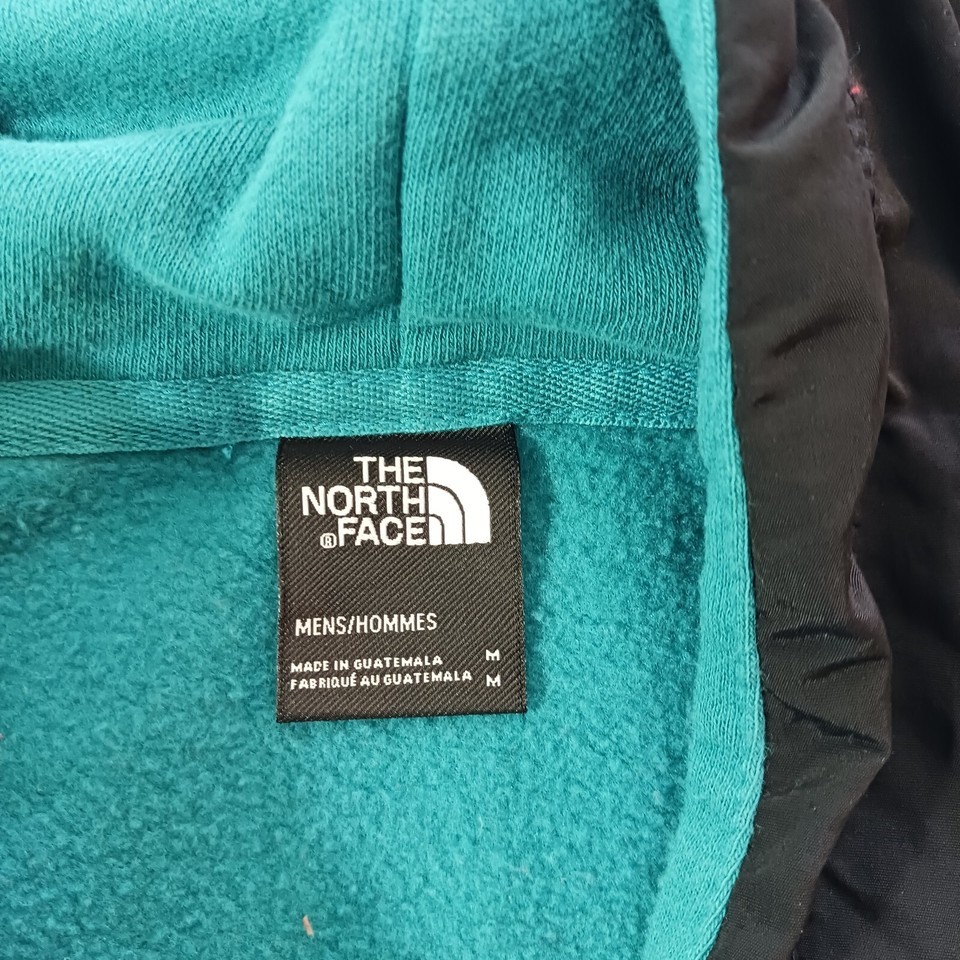 THE
NORTH
®FACE
MENS/HOMMES
MADE IN GUATEMALA M
FABRIQUÉ AU GUATEMALA M